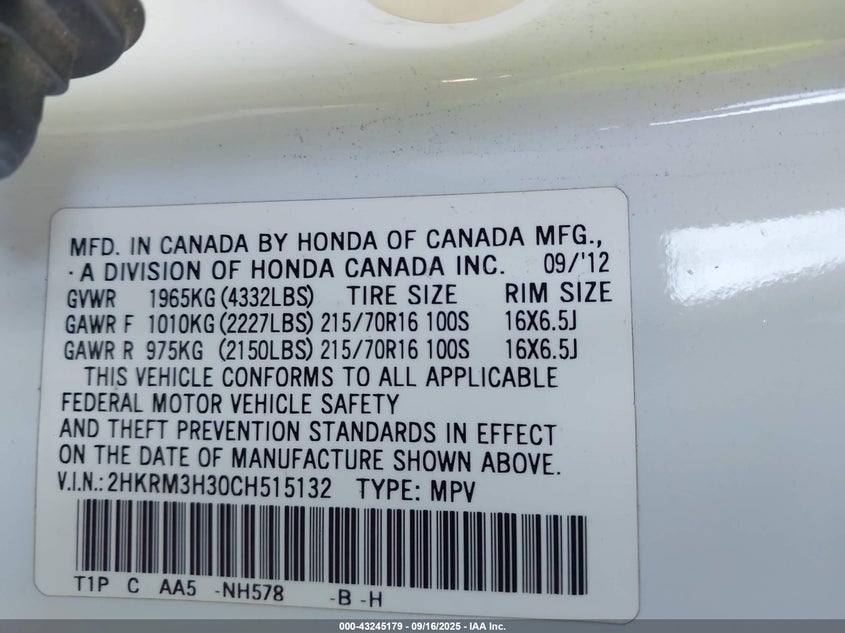 MFD. IN CANADA BY HONDA OF CANADA MFG.,
A DIVISION OF HONDA CANADA INC. 09/'12
GVWR 1965KG (4332LBS) TIRE SIZE RIM SIZE
GAWR F 1010KG (2227LBS) 215/70R16 100S 16X6.5J
GAWR R 975KG (2150LBS) 215/70R16 100S 16X6.5J
THIS VEHICLE CONFORMS TO ALL APPLICABLE
FEDERAL MOTOR VEHICLE SAFETY
AND THEFT PREVENTION STANDARDS IN EFFECT
ON THE DATE OF MANUFACTURE SHOWN ABOVE.
V.I.N.: 2HKRM3H30CH515132 TYPE: MPV
T1P C AA5 -NH578 -B -H
000-43245179 - 09/16/2025 - IAA Inc.